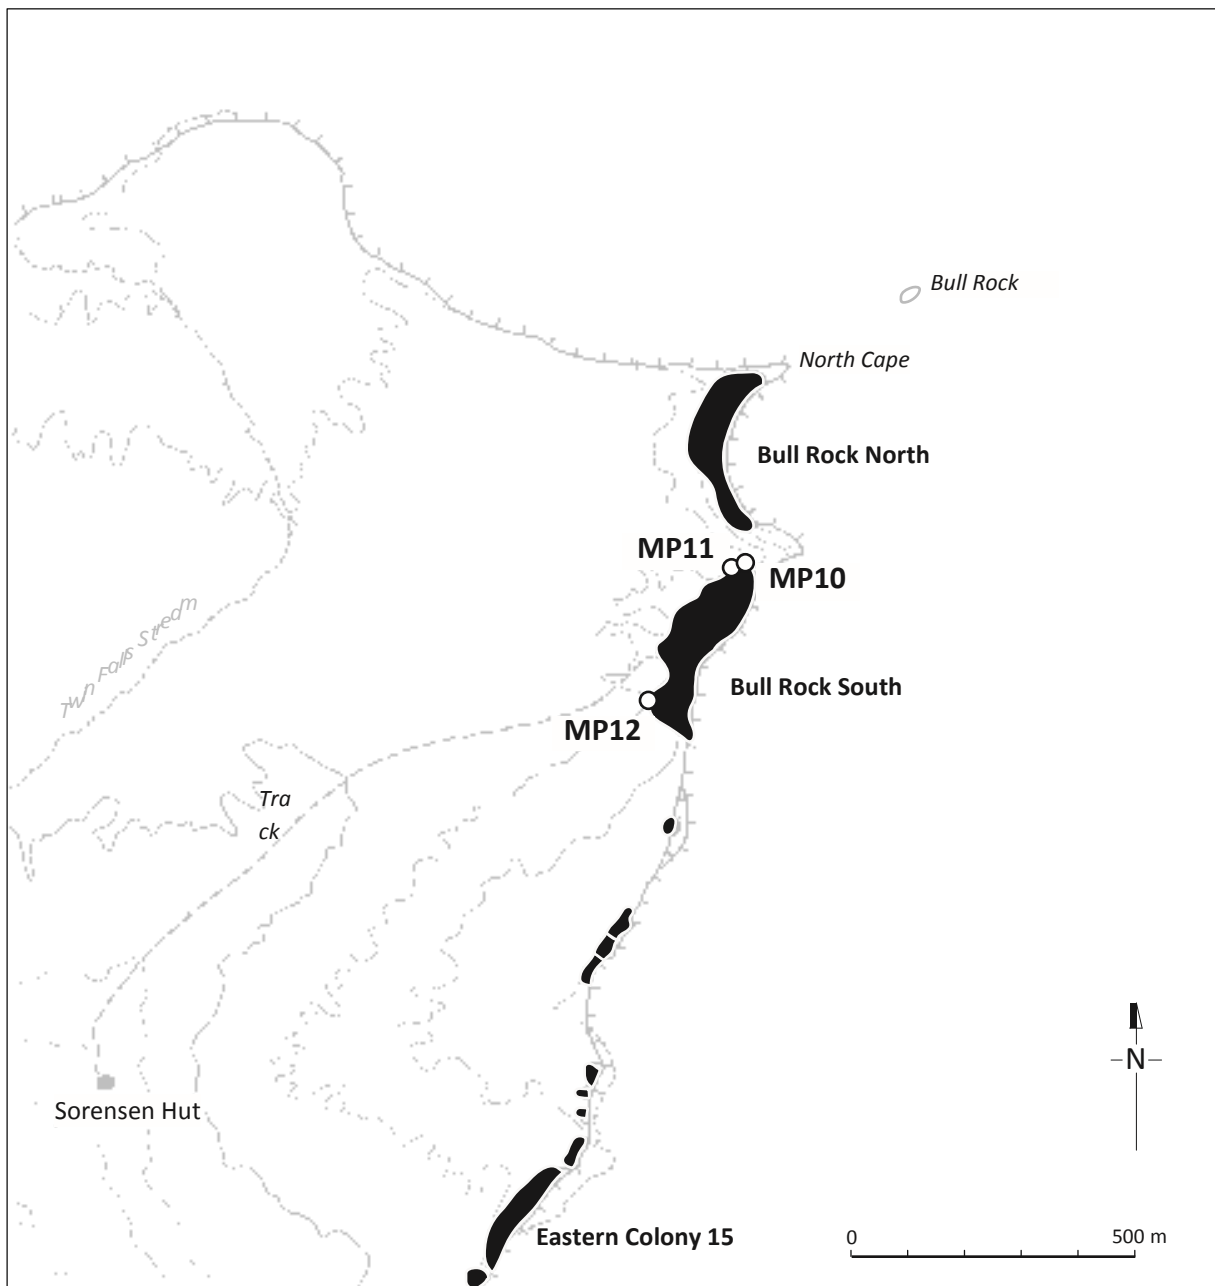 Bull Rock
North Cape
Bull Rock North
MP11
MP10
Twn Falls Stream
Bull Rock South
MP12
Tra
ck
N
Sorensen Hut
Eastern Colony 15
0
500 m